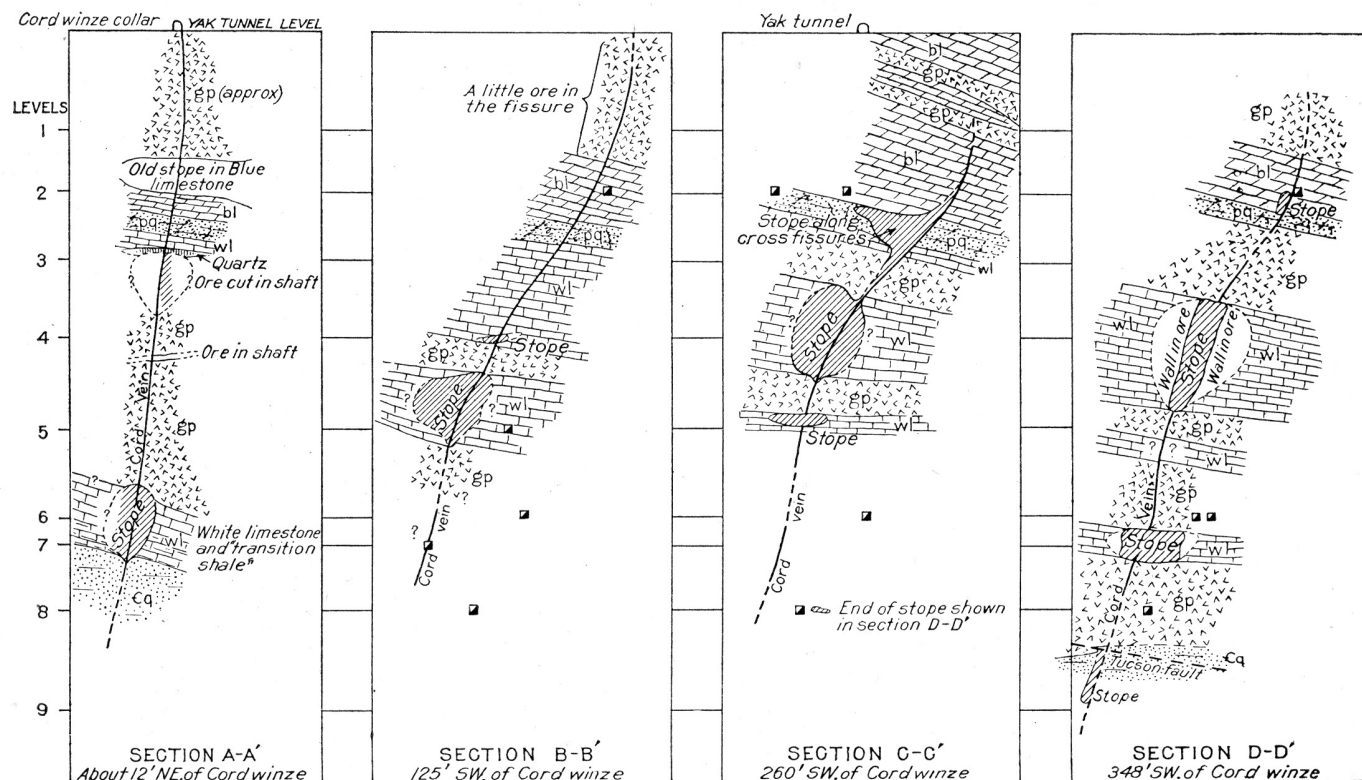 Cord winze collar
YAK TUNNEL LEVEL
LEVELS
1
2
3
4
5
6
7
8
9
gp (approx)
Old stope in Blue
limestone
bl
pq
wl
Quartz
?
?
Ore cut in shaft
gp
Ore in shaft
Vein
Cord
gp
?
Stope
wl
White limestone
and "transition
shale"
Cq
SECTION A-A'
About 12' NE. of Cord winze
A little ore in
the fissure
bl
pq
wl
Stope
gp
?
Stope
?
wl
gp
?
?
vein
Cord
SECTION B-B'
125' SW. of Cord winze
Yak tunnel
bl
gp
gp
bl
Stope along
cross fissures
pq
wl
gp
?
Stope
?
wl
gp
wl
Stope
vein
Cord
End of stope shown
in section D-D'
SECTION C-C'
260' SW. of Cord winze
gp
bl
Stope
pq
pq
gp
wl
Wall in ore
Stope
Wall in ore
wl
gp
? ?
wl
gp
Vein
Stope
wl
gp
Cord
Cq
Tucson fault
Stope
SECTION D-D'
348' SW. of Cord winze